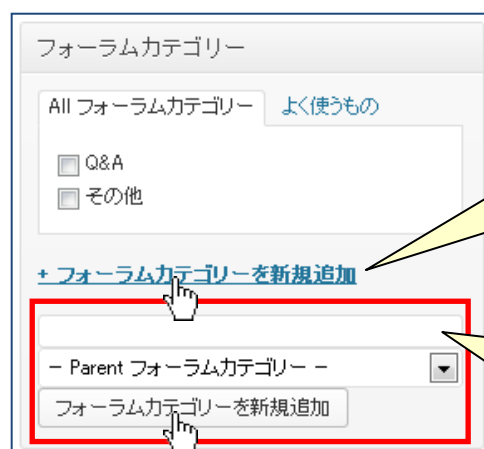 フォーラムカテゴリー
All フォーラムカテゴリー よく使うもの
Q&A
その他
+ フォーラムカテゴリーを新規追加
− Parent フォーラムカテゴリー −
フォーラムカテゴリーを新規追加